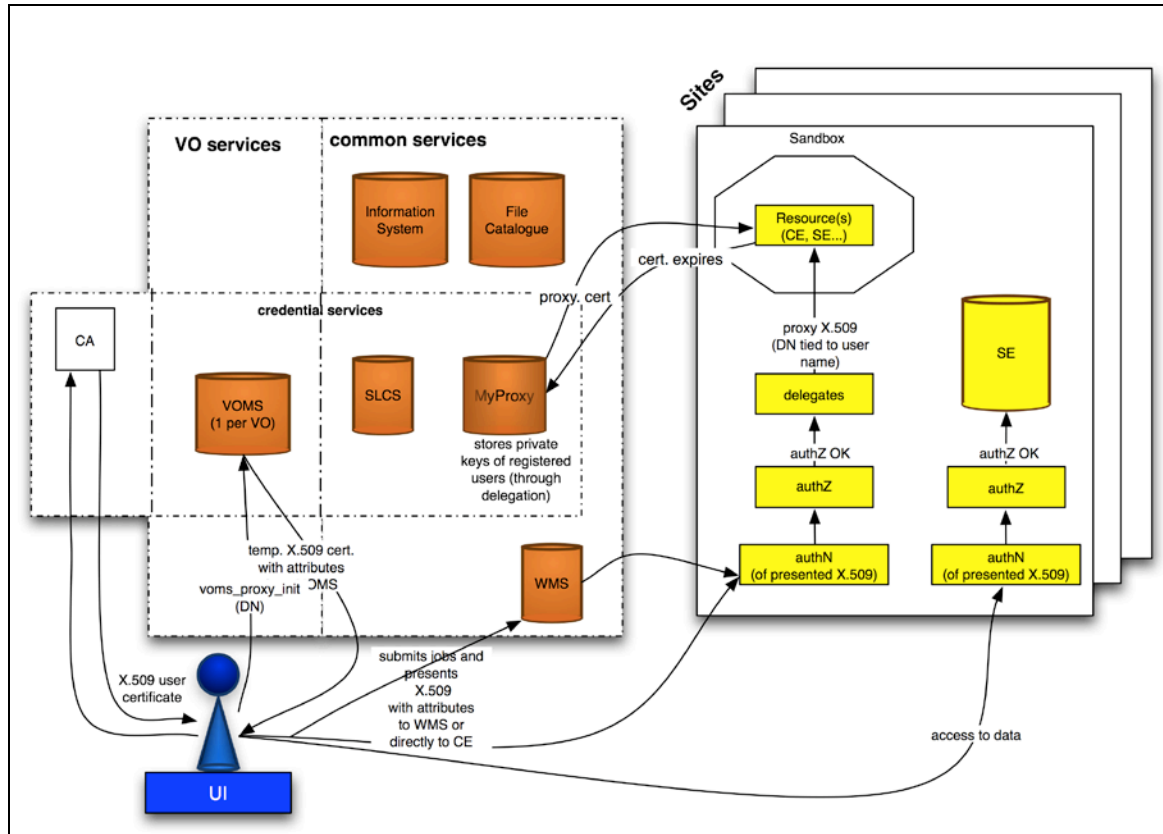 Sites
VO services
common services
Sandbox
Information
System
File
Catalogue
Resource(s)
(CE, SE...)
cert. expires
proxy. cert
credential services
CA
VOMS
(1 per VO)
SLCS
MyProxy
stores private
keys of registered
users (through
delegation)
proxy X.509
(DN tied to user
name)
SE
delegates
authZ OK
authZ OK
authZ
authZ
authN
(of presented X.509)
authN
(of presented X.509)
WMS
temp. X.509 cert.
with attributes
voms_proxy_init
(DN)
submits jobs and
presents
X.509
with attributes
to WMS or
directly to CE
X.509 user
certificate
access to data
UI